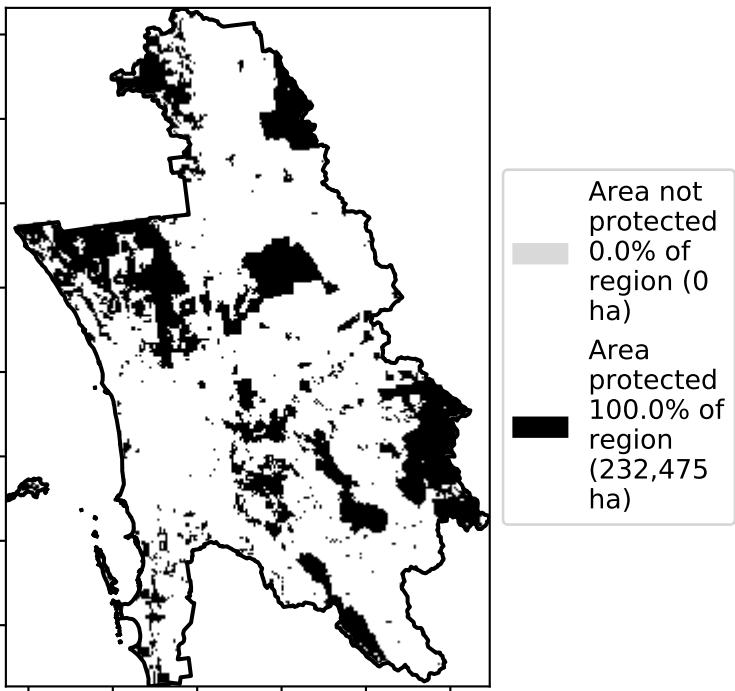 Area not
protected
0.0% of
region (0
ha)
Area
protected
100.0% of
region
(232,475
ha)